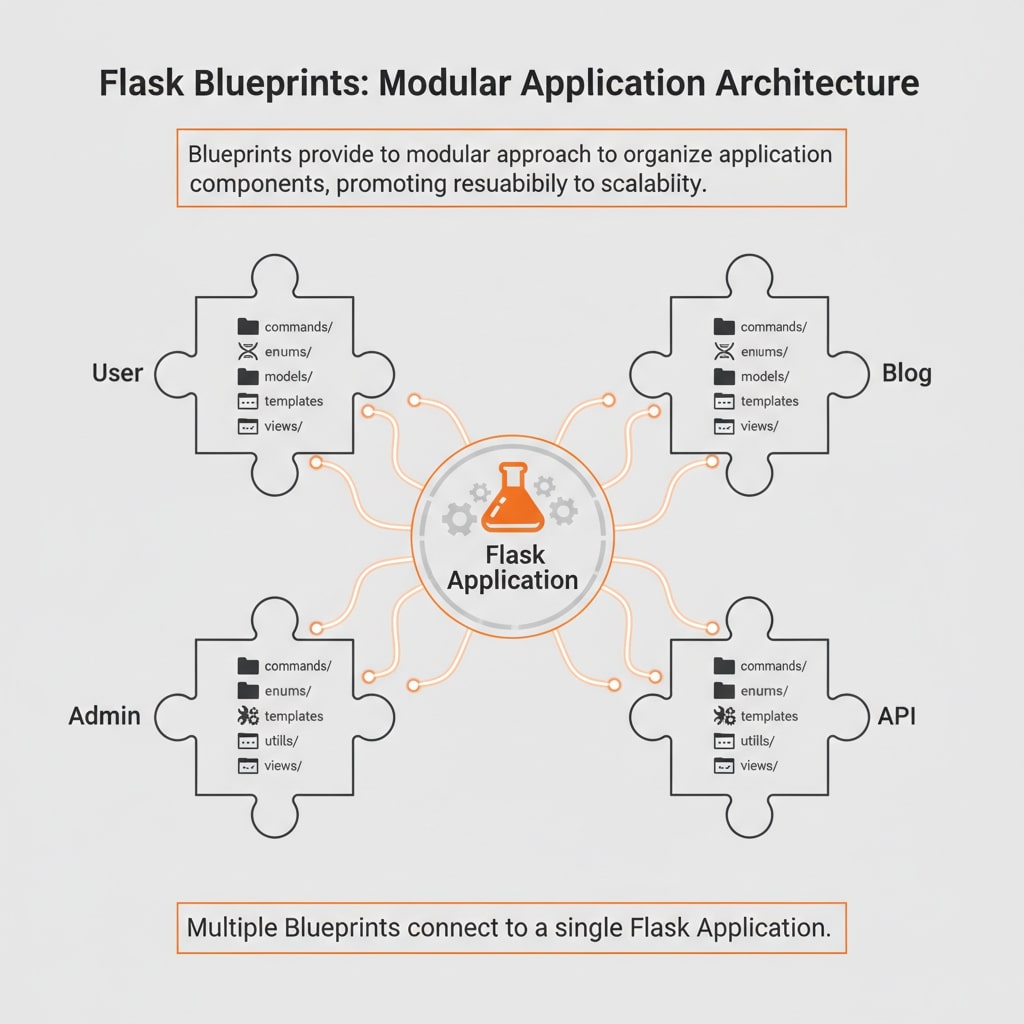 Flask Blueprints: Modular Application Architecture
Blueprints provide to modular approach to organize application
components, promoting resuabibily to scalablity.
User
commands/
enums/
models/
templates
views/
Blog
commands/
enıums/
models/
templates
views/
Flask
Application
Admin
commands/
enums/
templates
utills/
views/
API
commands/
enums/
templates
utills/
views/
Multiple Blueprints connect to a single Flask Application.